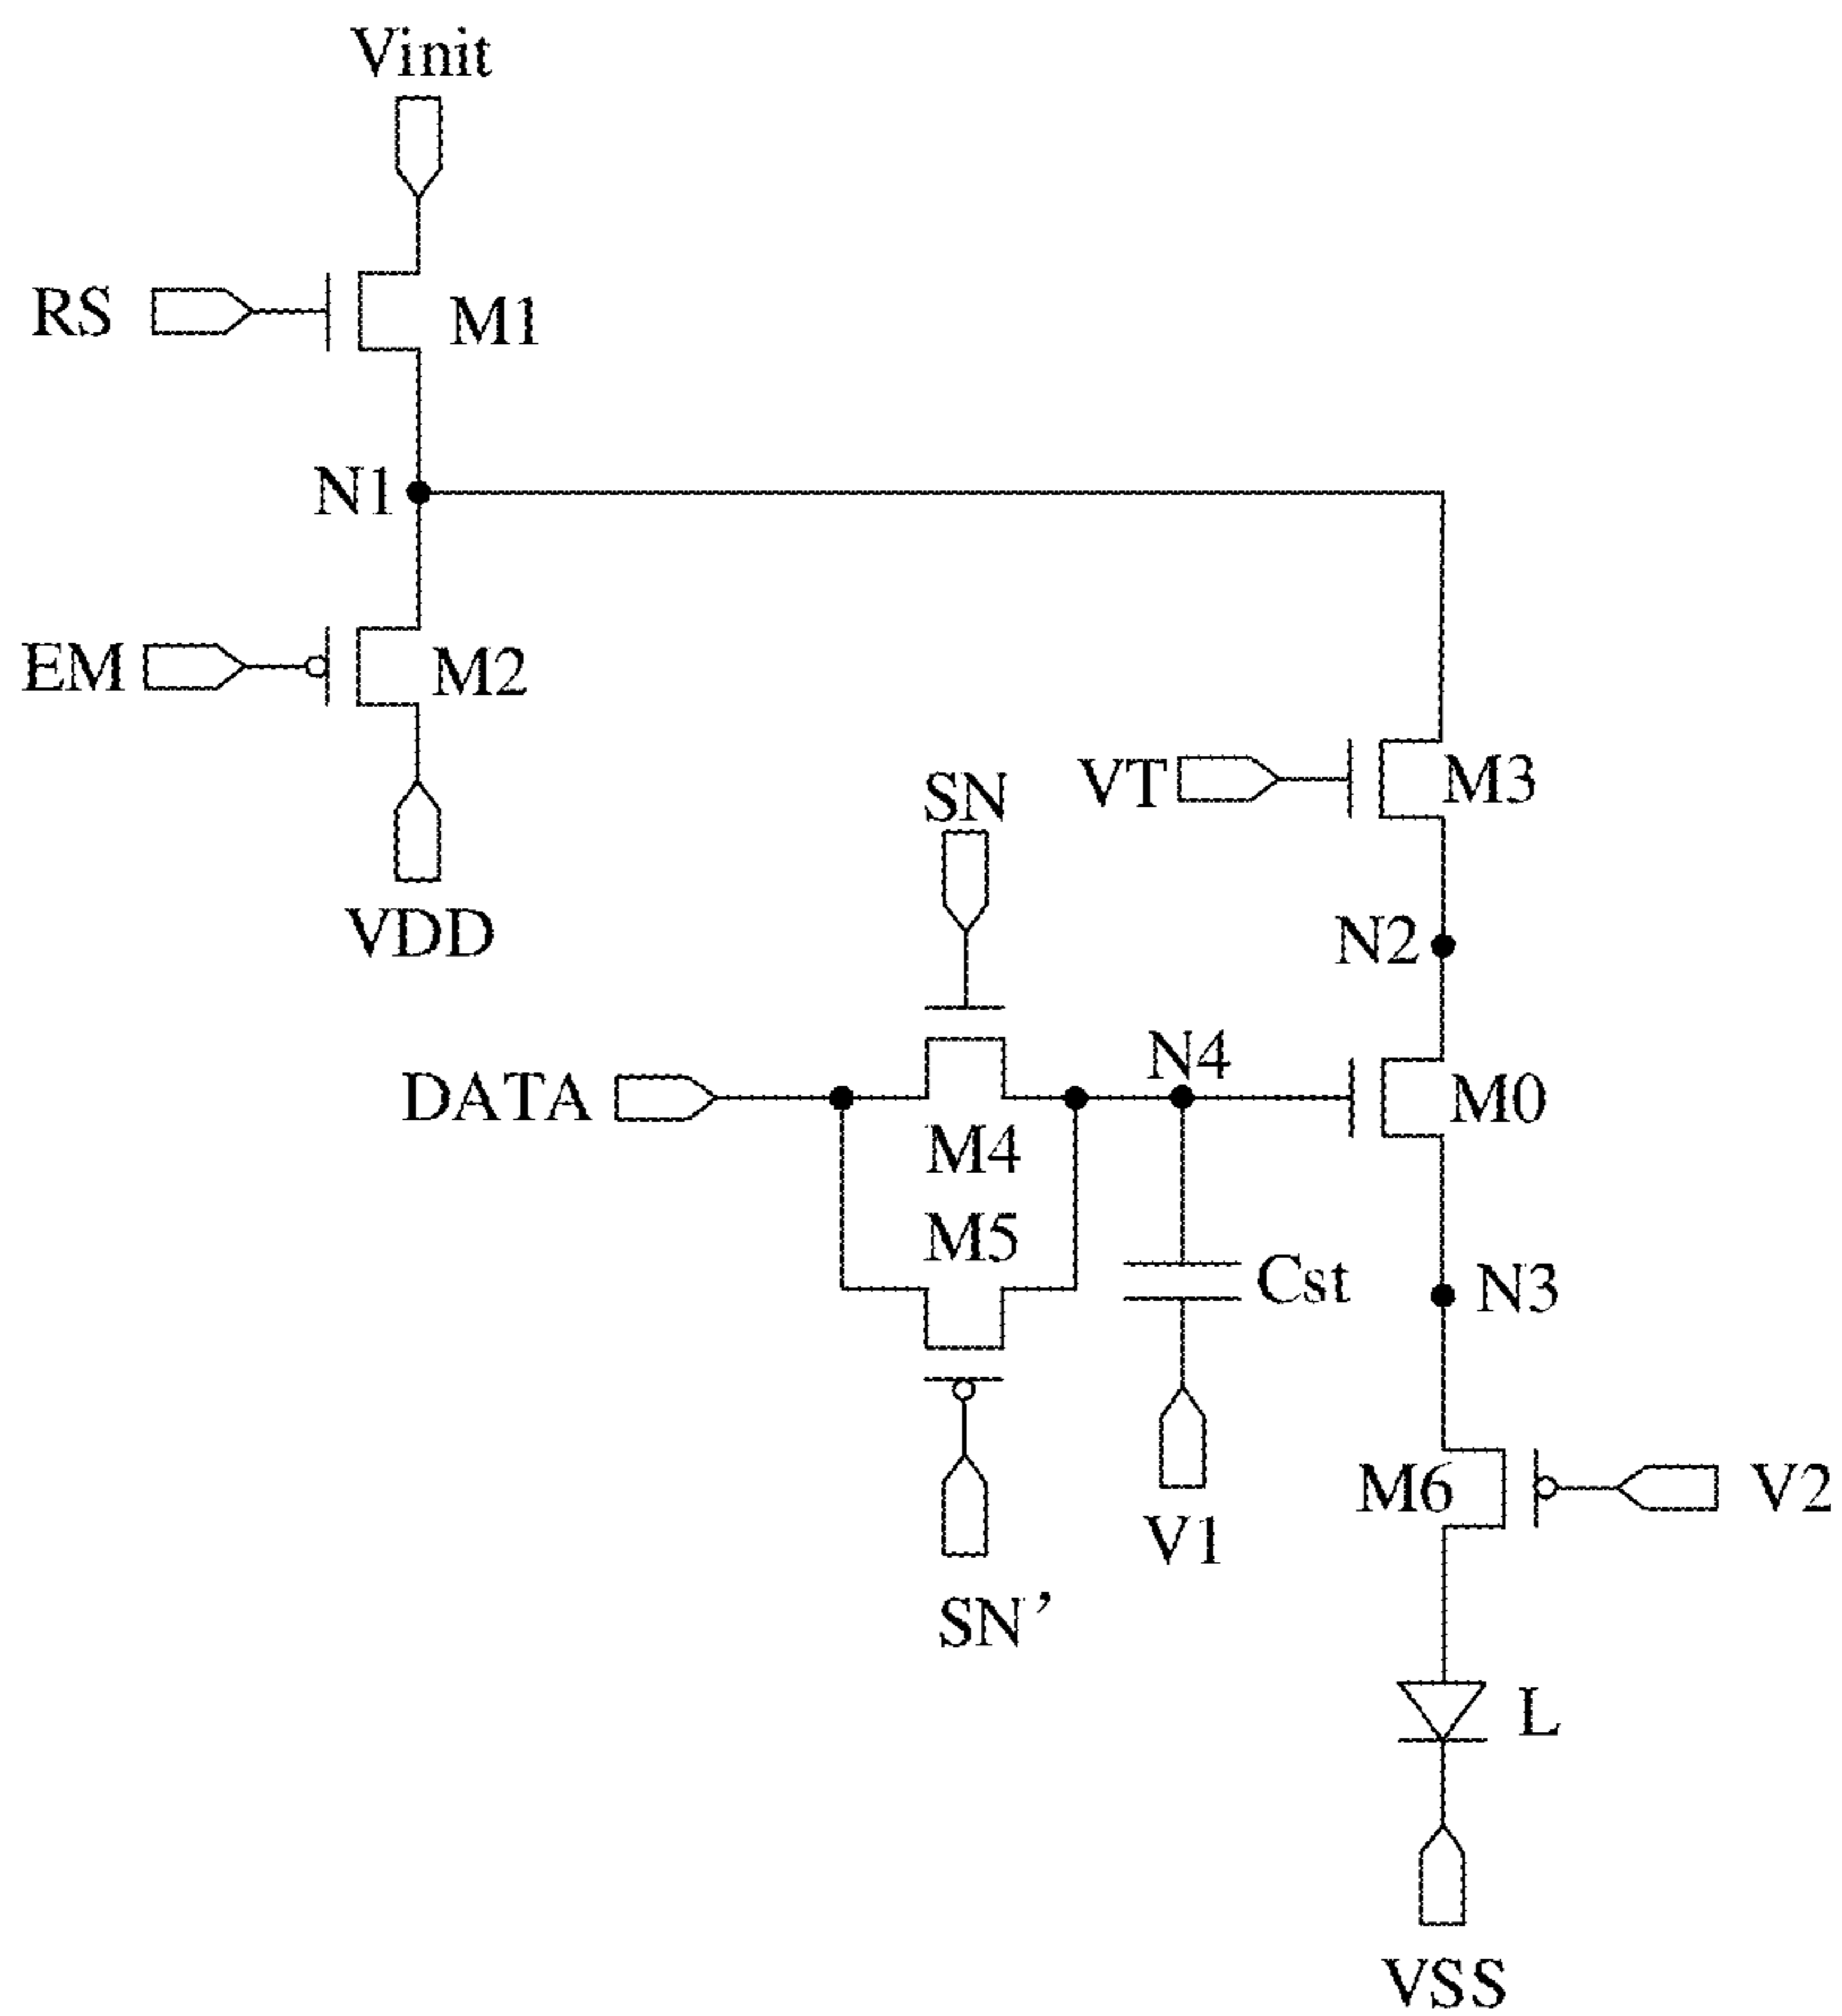 Vinit
RS
M1
N1
EM
M2
VT
M3
SN
VDD
N2
N4
DATA
M0
M4
M5
Cst
N3
M6
V2
V1
SN’
L
VSS